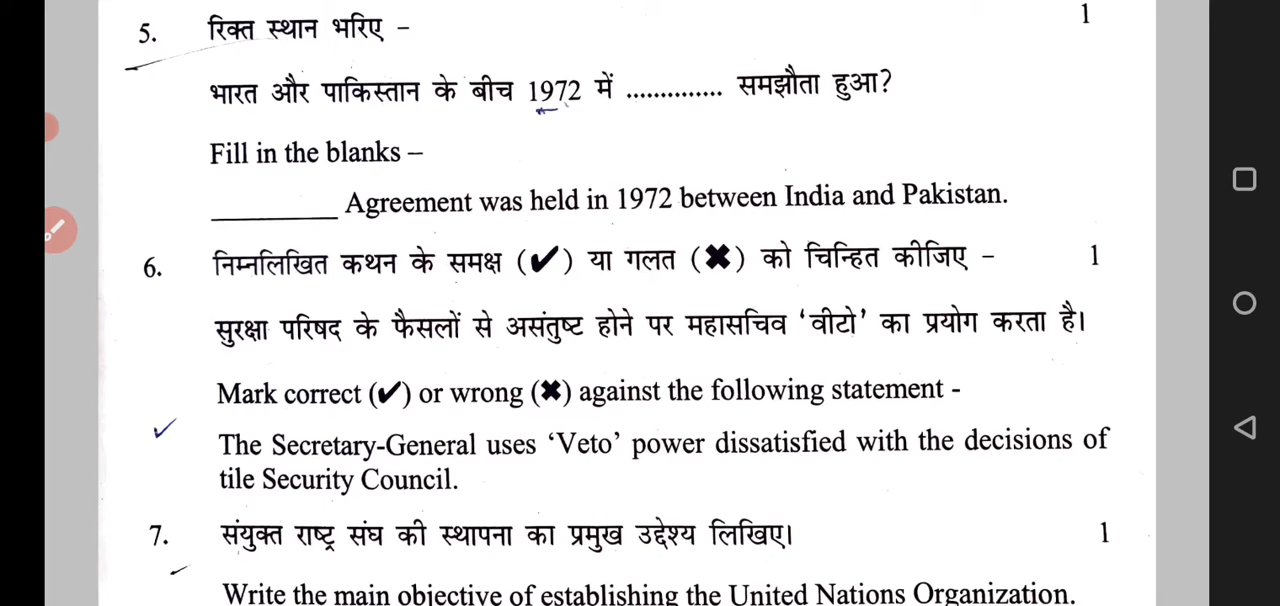 5. रिक्त स्थान भरिए – 1
भारत और पाकिस्तान के बीच 1972 में .............. समझौता हुआ?
Fill in the blanks –
____________ Agreement was held in 1972 between India and Pakistan.
6. निम्नलिखित कथन के समक्ष (✔) या गलत (✖) को चिन्हित कीजिए – 1
सुरक्षा परिषद के फैसलों से असंतुष्ट होने पर महासचिव ‘वीटो’ का प्रयोग करता है।
Mark correct (✔) or wrong (✖) against the following statement -
The Secretary-General uses ‘Veto’ power dissatisfied with the decisions of
tile Security Council.
7. संयुक्त राष्ट्र संघ की स्थापना का प्रमुख उद्देश्य लिखिए। 1
Write the main objective of establishing the United Nations Organization.